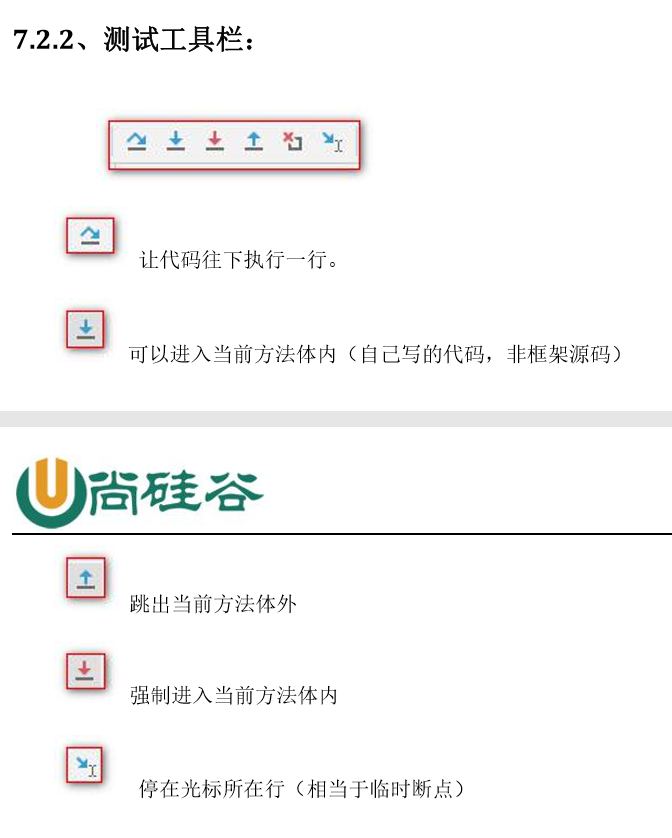 7.2.2、测试工具栏：
让代码往下执行一行。
可以进入当前方法体内（自己写的代码，非框架源码）
尚硅谷
跳出当前方法体外
强制进入当前方法体内
停在光标所在行（相当于临时断点）